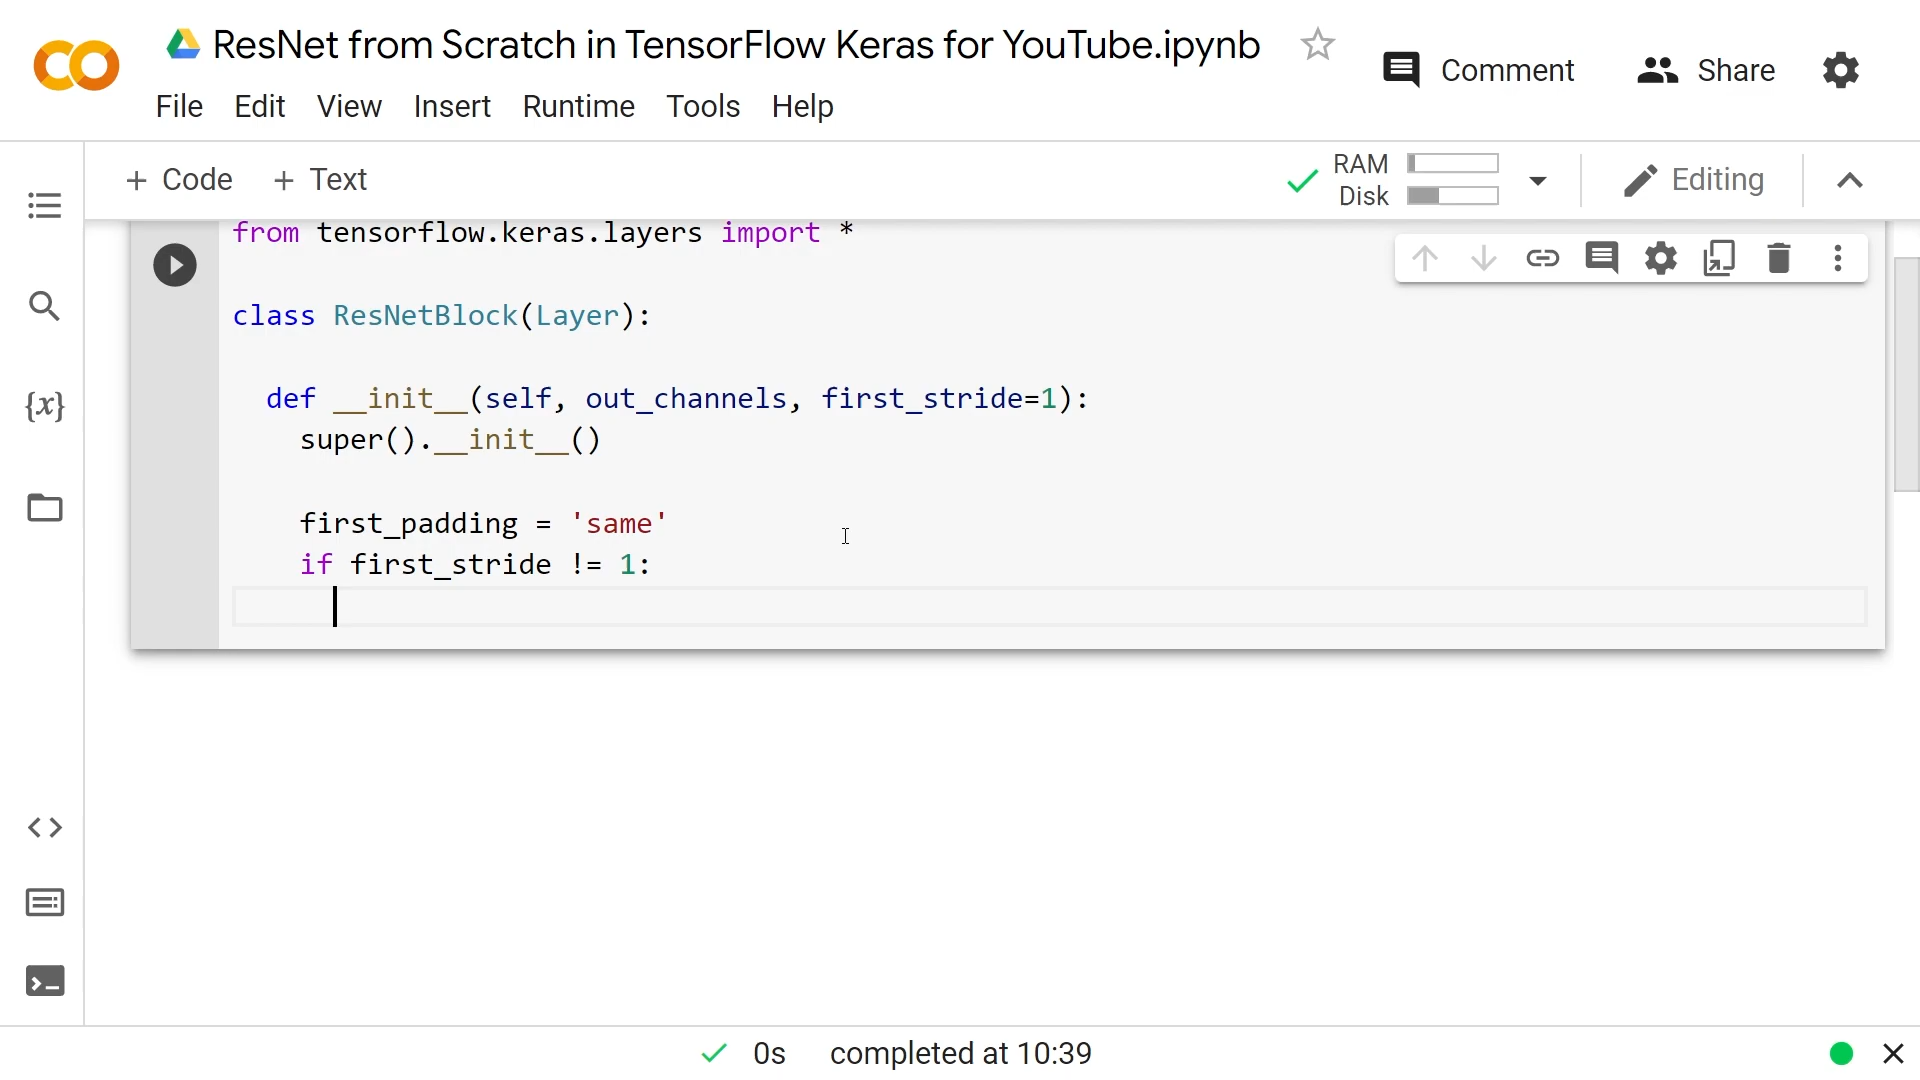 ResNet from Scratch in TensorFlow Keras for YouTube.ipynb
Comment
Share
File Edit View Insert Runtime Tools Help
+ Code + Text
RAM
Disk
Editing
from tensorflow.keras.layers import *
class ResNetBlock(Layer):
def __init__(self, out_channels, first_stride=1):
super().__init__()
first_padding = 'same'
if first_stride != 1:
{x}
0s completed at 10:39